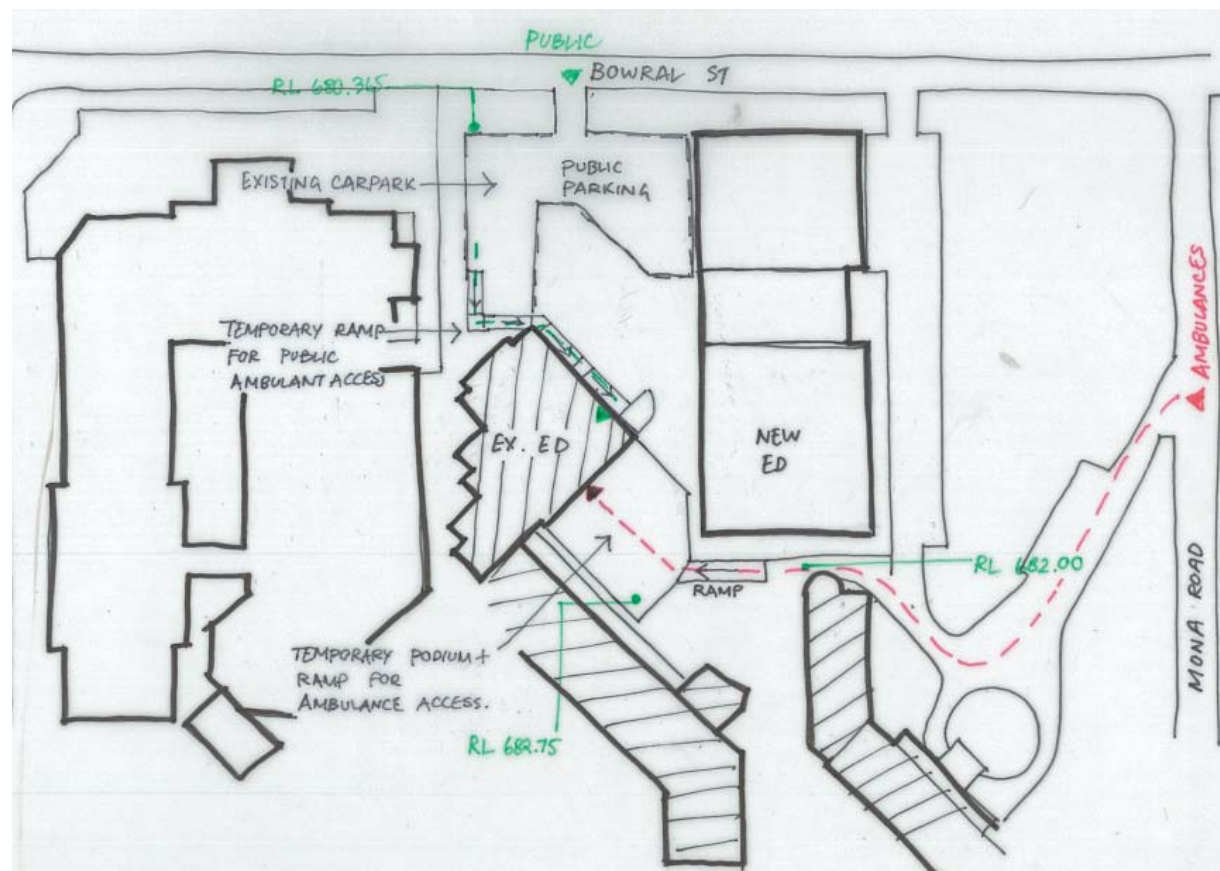 PUBLIC
BOWRAL ST
RL 680.365
EXISTING CARPARK
PUBLIC
PARKING
AMBULANCES
TEMPORARY RAMP
FOR PUBLIC
AMBULANT ACCESS
EX. ED
NEW
ED
RL 682.00
RAMP
MONA ROAD
TEMPORARY PODIUM +
RAMP FOR
AMBULANCE ACCESS.
RL 682.75